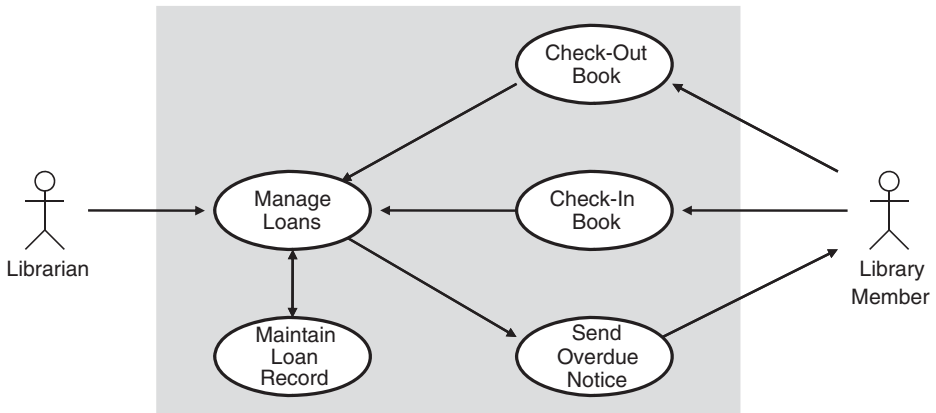 Check-Out
Book
Manage
Loans
Check-In
Book
Librarian
Library
Member
Maintain
Loan
Record
Send
Overdue
Notice